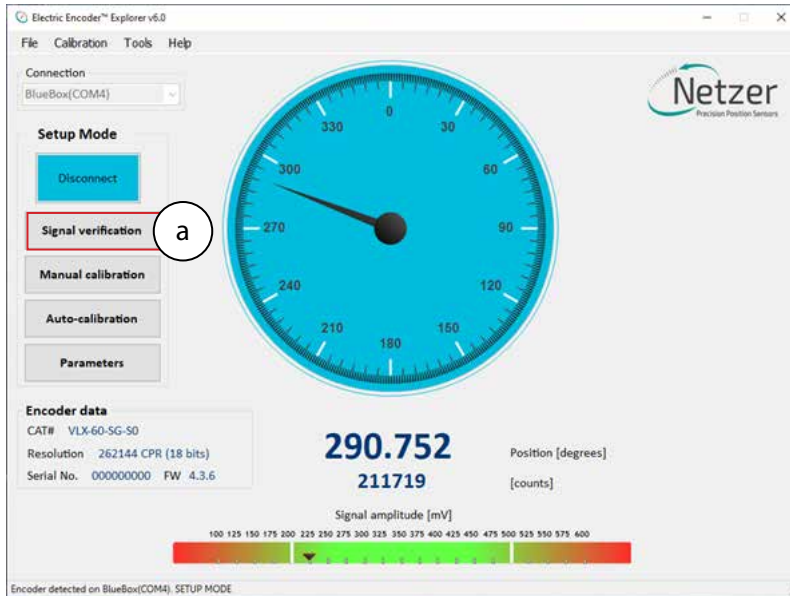 Electric Encoder™ Explorer v6.0
File Calibration Tools Help
Connection
BlueBox(COM4)
Netzer
Precision Position Sensors
Setup Mode
Disconnect
Signal verification
a
Manual calibration
Auto-calibration
Parameters
0
30
60
90
120
150
180
210
240
270
300
330
Encoder data
CAT# VLX-60-SG-S0
Resolution 262144 CPR (18 bits)
Serial No. 000000000 FW 4.3.6
290.752 Position [degrees]
211719 [counts]
Signal amplitude [mV]
100 125 150 175 200 225 250 275 300 325 350 375 400 425 450 475 500 525 550 575 600
Encoder detected on BlueBox(COM4). SETUP MODE